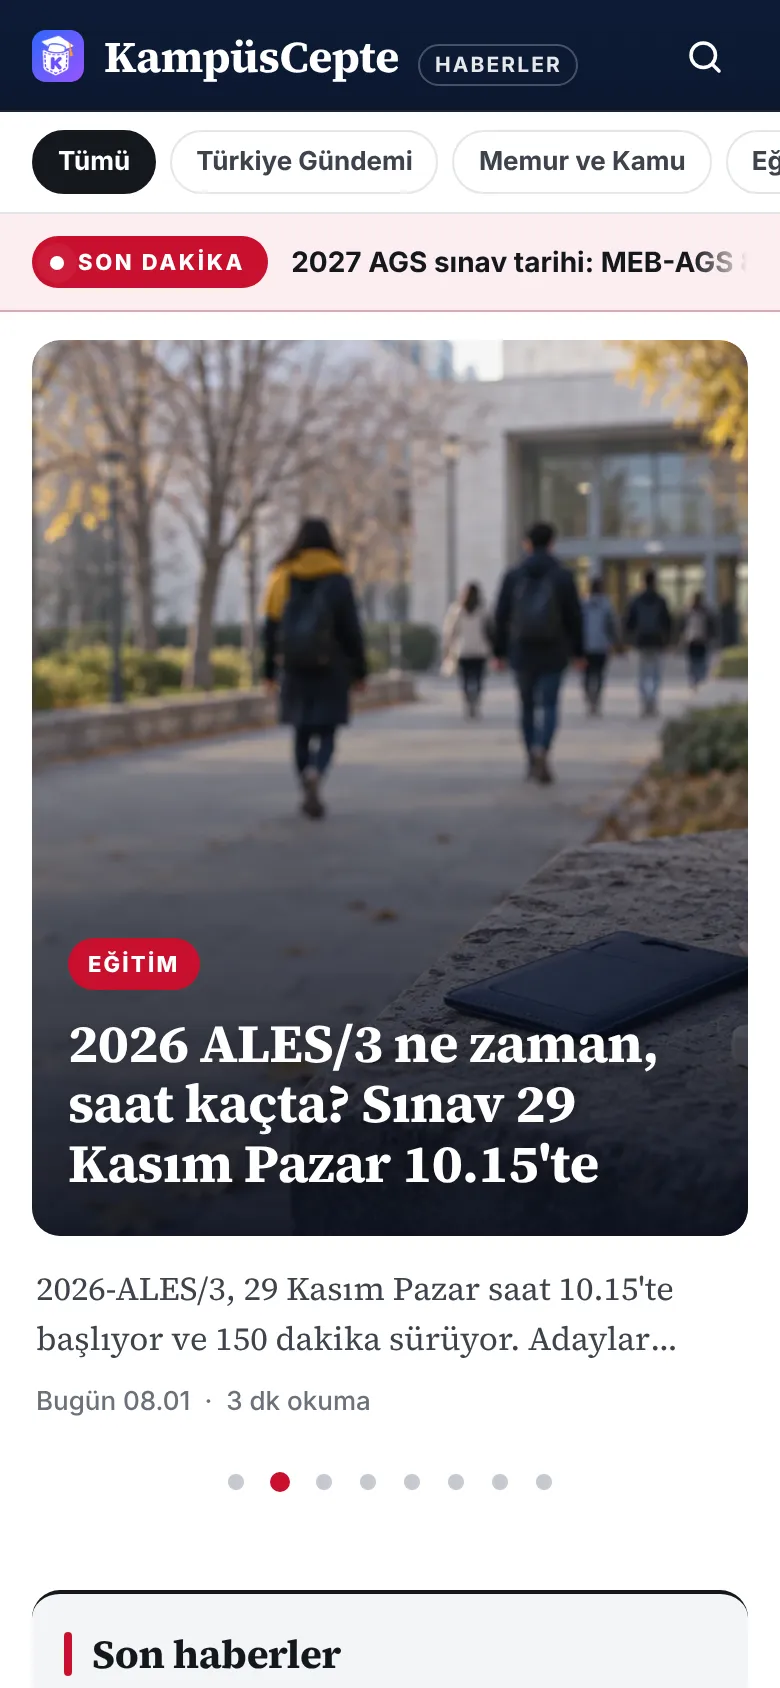 KampüsCepte
HABERLER
Tümü
Türkiye Gündemi
Memur ve Kamu
SON DAKİKA
2027 AGS sınav tarihi: MEB-AGS
EĞİTİM
2026 ALES/3 ne zaman,
saat kaçta? Sınav 29
Kasım Pazar 10.15'te
2026-ALES/3, 29 Kasım Pazar saat 10.15'te
başlıyor ve 150 dakika sürüyor. Adaylar...
Bugün 08.01 · 3 dk okuma
Son haberler